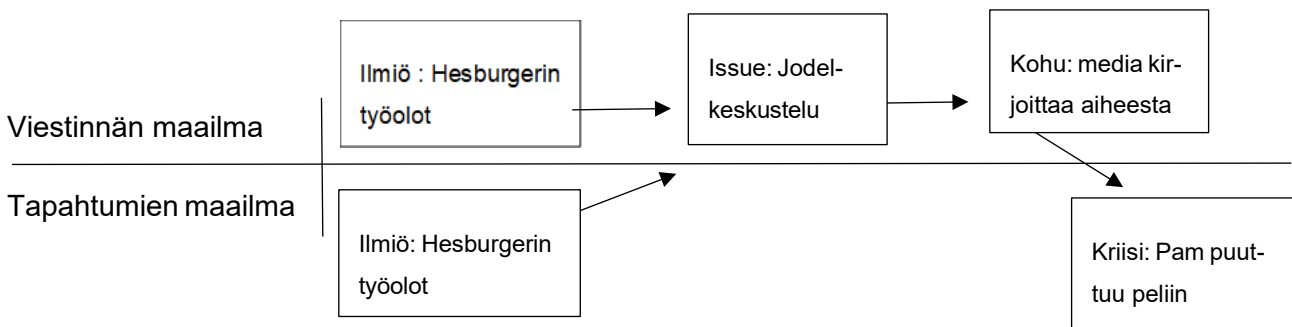 Viestinnän maailma
Ilmiö : Hesburgerin
työolot
Issue: Jodel-
keskustelu
Kohu: media kir-
joittaa aiheesta
Tapahtumien maailma
Ilmiö: Hesburgerin
työolot
Kriisi: Pam puut-
tuu peliin